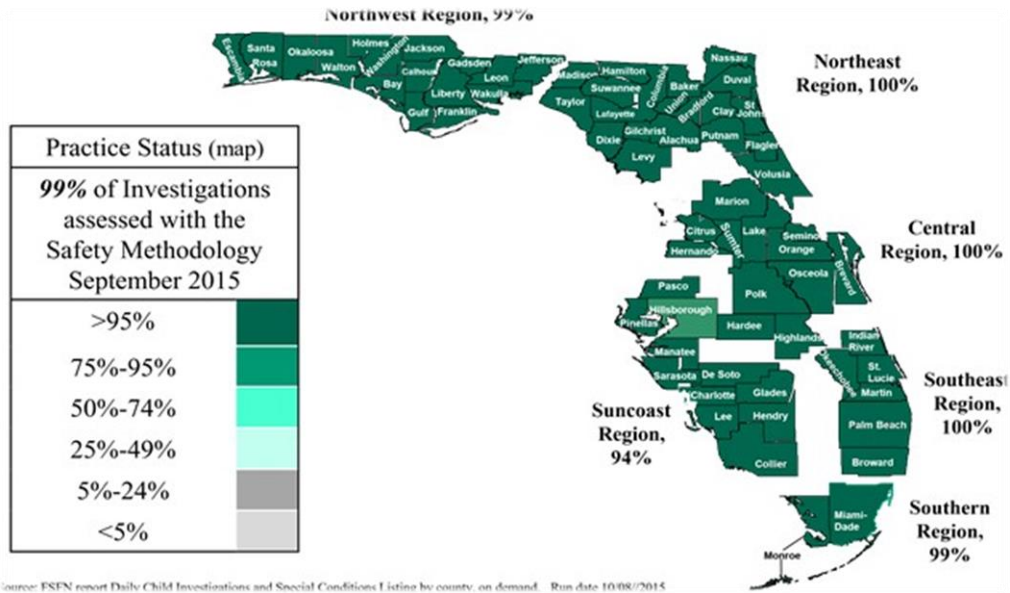 Northwest Region, 99%
Escambia
Santa
Rosa
Okaloosa
Holmes
Walton
Washington
Jackson
Calhoun
Bay
Gulf
Gadsden
Liberty
Leon
Wakulla
Franklin
Jefferson
Madison
Taylor
Hamilton
Suwannee
Lafayette
Dixie
Columbia
Gilchrist
Levy
Baker
Union
Bradford
Alachua
Nassau
Duval
Clay
St
Johns
Putnam
Flagler
Volusia
Northeast
Region, 100%
Practice Status (map)
99% of Investigations
assessed with the
Safety Methodology
September 2015
>95%
75%-95%
50%-74%
25%-49%
5%-24%
<5%
Marion
Citrus
Hernando
Sumter
Lake
Semino
Orange
Osceola
Brevard
Polk
Hardee
Highlands
Central
Region, 100%
Pasco
Hillsborough
Pinellas
Manatee
Sarasota
De Soto
Charlotte
Glades
Lee
Hendry
Collier
Suncoast
Region,
94%
Indian
River
Okeechobee
St.
Lucie
Martin
Palm Beach
Broward
Southeast
Region,
100%
Miami-
Dade
Monroe
Southern
Region,
99%
ource: FSFN report Daily Child Investigations and Special Conditions Listing by county, on demand. Run date 10/08//2015